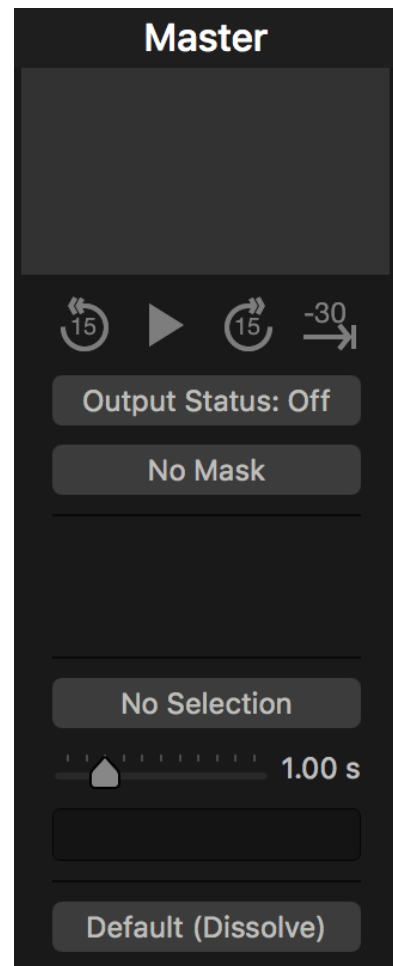 Master
15
15
-30
Output Status: Off
No Mask
No Selection
1.00 s
Default (Dissolve)